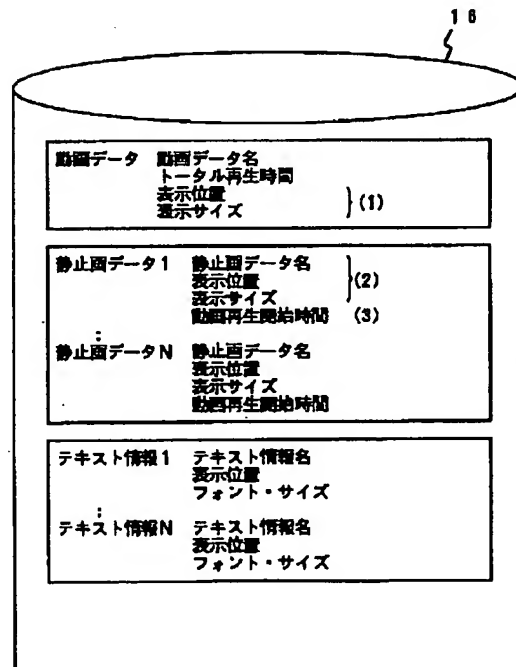 16
動画データ 動画データ名
トータル再生時間
表示位置
表示サイズ }(1)
静止画データ1 静止画データ名
表示位置 }(2)
表示サイズ
動画再生開始時間 (3)
⋮
静止画データN 静止画データ名
表示位置
表示サイズ
動画再生開始時間
テキスト情報1 テキスト情報名
表示位置
フォント・サイズ
⋮
テキスト情報N テキスト情報名
表示位置
フォント・サイズ